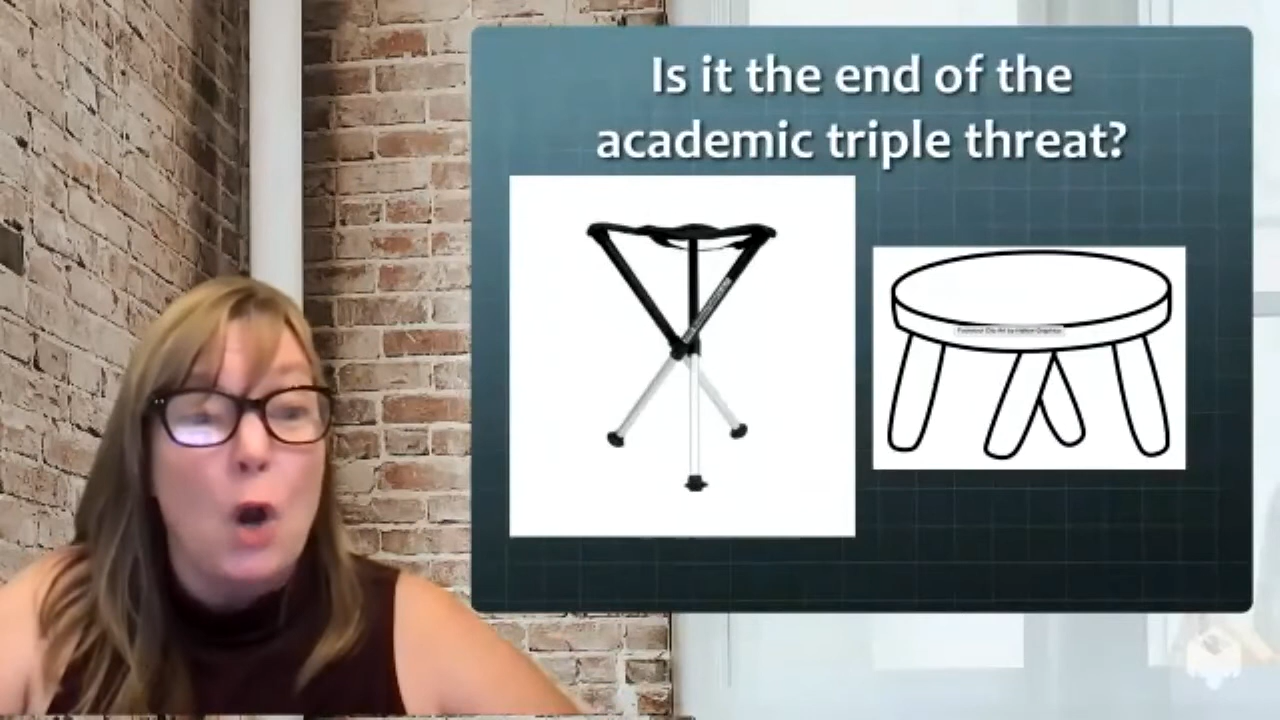 Is it the end of the
academic triple threat?